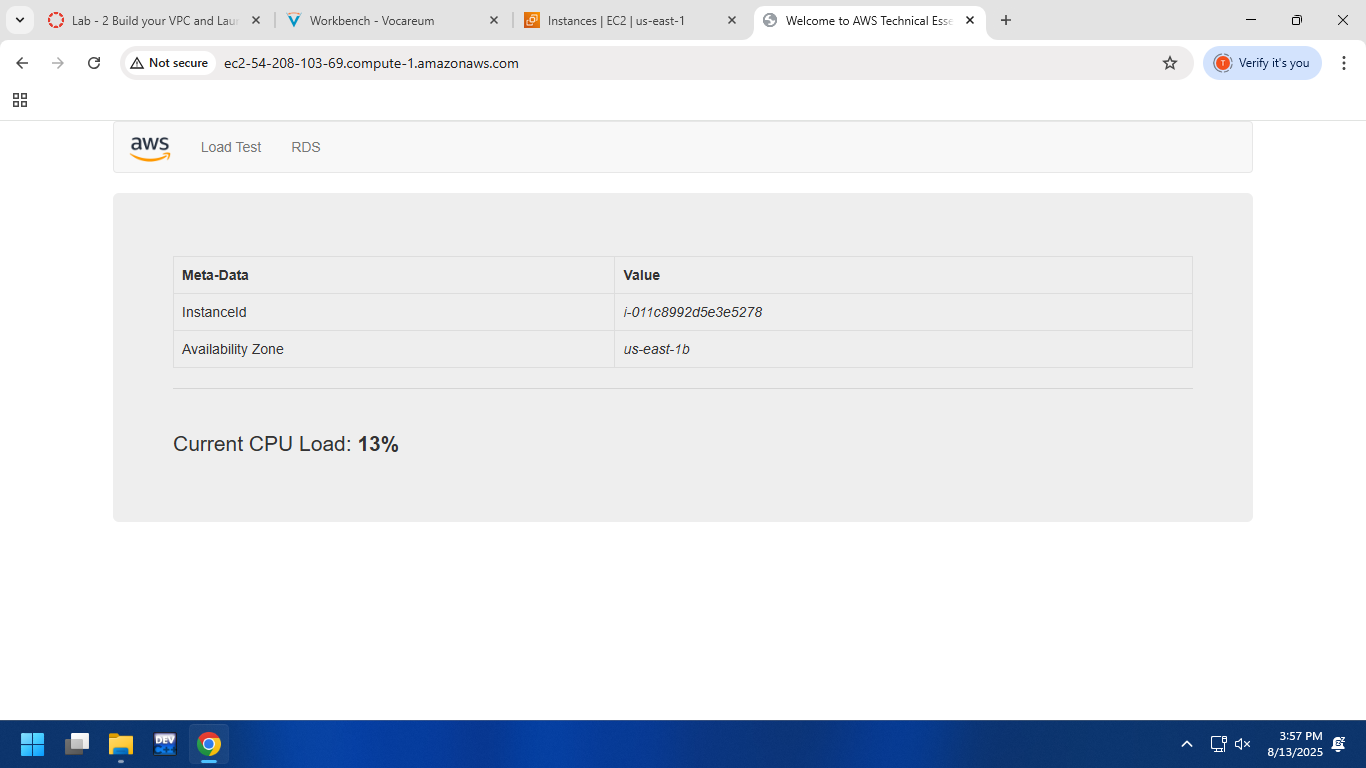 Lab - 2 Build your VPC and Lau
Workbench - Vocareum
Instances | EC2 | us-east-1
Welcome to AWS Technical Esse
Not secure
ec2-54-208-103-69.compute-1.amazonaws.com
T
Verify it's you
aws
Load Test
RDS
Meta-Data
Value
InstanceId
i-011c8992d5e3e5278
Availability Zone
us-east-1b
Current CPU Load: 13%
DEV
C++
3:57 PM
8/13/2025